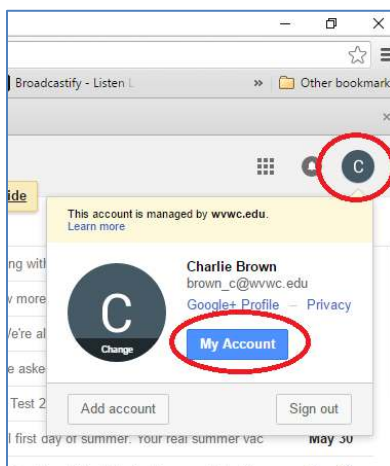 Broadcastify - Listen L
» Other bookmark
C
ide
This account is managed by wvwc.edu.
Learn more
ng with
Charlie Brown
brown_c@wvwc.edu
w more
Google+ Profile – Privacy
C
We're al
My Account
Change
e aske
Test 2
Add account
Sign out
l first day of summer. Your real summer vac
May 30